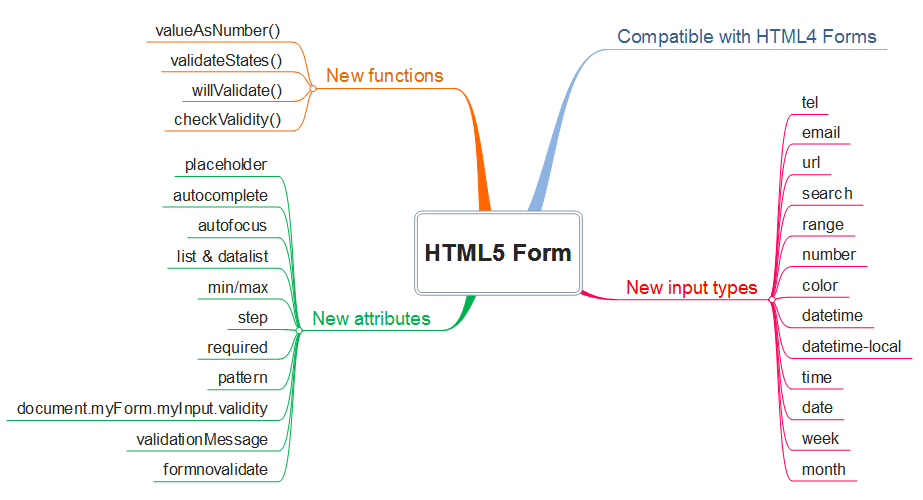 HTML5 Form
Compatible with HTML4 Forms
New functions
valueAsNumber()
validateStates()
willValidate()
checkValidity()
New attributes
placeholder
autocomplete
autofocus
list & datalist
min/max
step
required
pattern
document.myForm.myInput.validity
validationMessage
formnovalidate
New input types
tel
email
url
search
range
number
color
datetime
datetime-local
time
date
week
month